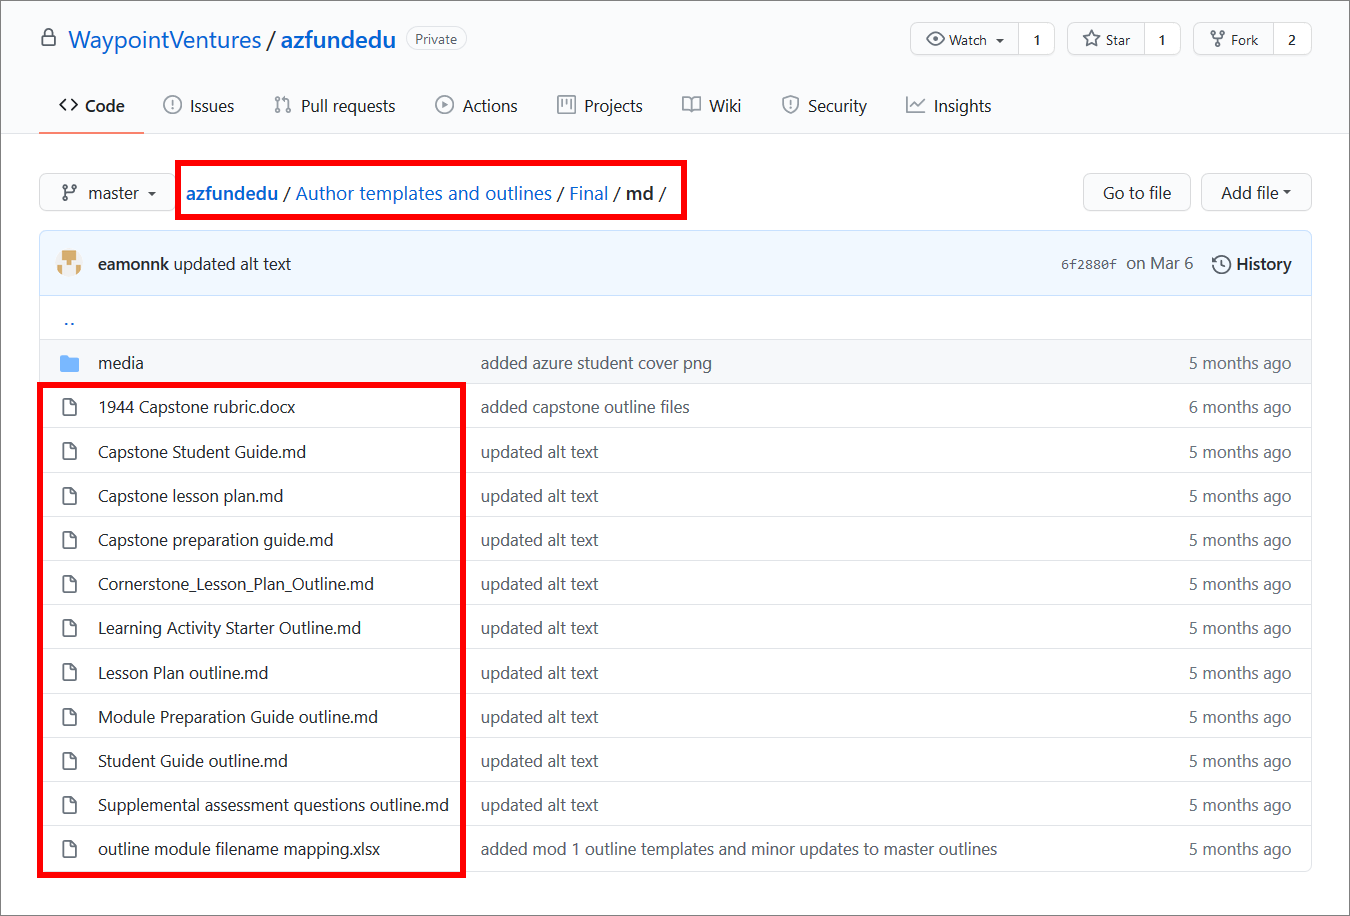 WaypointVentures / azfundedu Private Watch 1 Star 1 Fork 2
Code Issues Pull requests Actions Projects Wiki Security Insights
master azfundedu / Author templates and outlines / Final / md / Go to file Add file
eamonnk updated alt text 6f2880f on Mar 6 History
..
media added azure student cover png 5 months ago
1944 Capstone rubric.docx added capstone outline files 6 months ago
Capstone Student Guide.md updated alt text 5 months ago
Capstone lesson plan.md updated alt text 5 months ago
Capstone preparation guide.md updated alt text 5 months ago
Cornerstone_Lesson_Plan_Outline.md updated alt text 5 months ago
Learning Activity Starter Outline.md updated alt text 5 months ago
Lesson Plan outline.md updated alt text 5 months ago
Module Preparation Guide outline.md updated alt text 5 months ago
Student Guide outline.md updated alt text 5 months ago
Supplemental assessment questions outline.md updated alt text 5 months ago
outline module filename mapping.xlsx added mod 1 outline templates and minor updates to master outlines 5 months ago